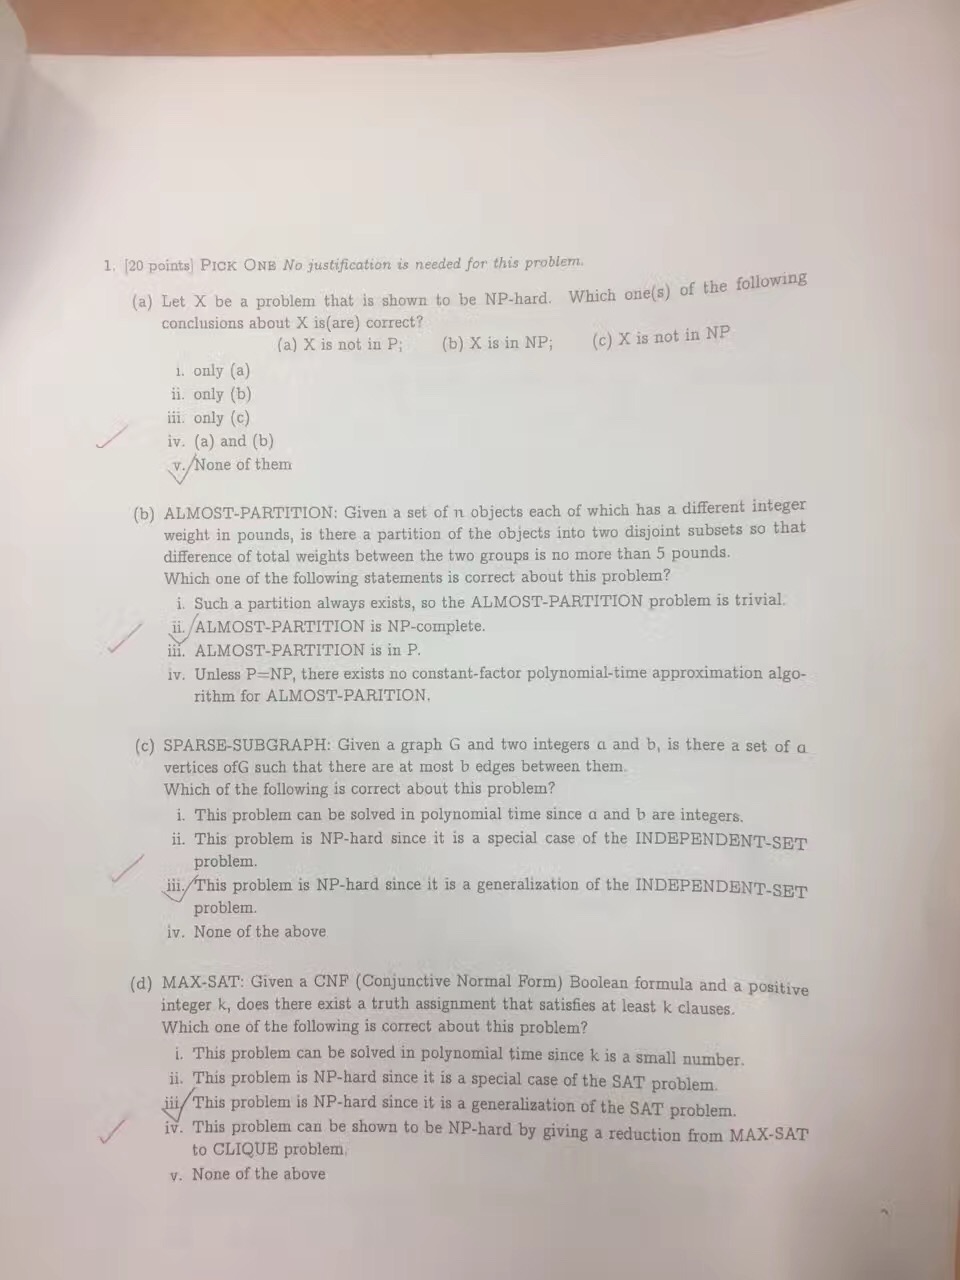 1. [20 points] PICK ONE No justification is needed for this problem.
(a) Let X be a problem that is shown to be NP-hard. Which one(s) of the following
conclusions about X is(are) correct?
(a) X is not in P; (b) X is in NP; (c) X is not in NP
i. only (a)
ii. only (b)
iii. only (c)
iv. (a) and (b)
v. None of them
(b) ALMOST-PARTITION: Given a set of n objects each of which has a different integer
weight in pounds, is there a partition of the objects into two disjoint subsets so that
difference of total weights between the two groups is no more than 5 pounds.
Which one of the following statements is correct about this problem?
i. Such a partition always exists, so the ALMOST-PARTITION problem is trivial.
ii. ALMOST-PARTITION is NP-complete.
iii. ALMOST-PARTITION is in P.
iv. Unless P=NP, there exists no constant-factor polynomial-time approximation algo-
rithm for ALMOST-PARITION.
(c) SPARSE-SUBGRAPH: Given a graph G and two integers a and b, is there a set of a
vertices ofG such that there are at most b edges between them.
Which of the following is correct about this problem?
i. This problem can be solved in polynomial time since a and b are integers.
ii. This problem is NP-hard since it is a special case of the INDEPENDENT-SET
problem.
iii. This problem is NP-hard since it is a generalization of the INDEPENDENT-SET
problem.
iv. None of the above
(d) MAX-SAT: Given a CNF (Conjunctive Normal Form) Boolean formula and a positive
integer k, does there exist a truth assignment that satisfies at least k clauses.
Which one of the following is correct about this problem?
i. This problem can be solved in polynomial time since k is a small number.
ii. This problem is NP-hard since it is a special case of the SAT problem.
iii. This problem is NP-hard since it is a generalization of the SAT problem.
iv. This problem can be shown to be NP-hard by giving a reduction from MAX-SAT
to CLIQUE problem.
v. None of the above